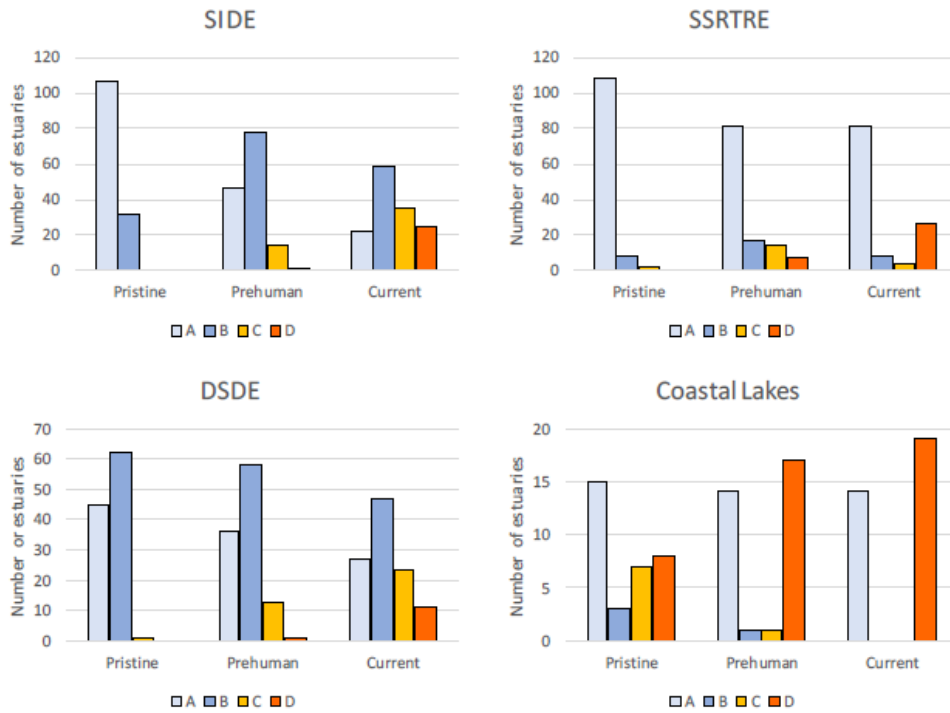 SIDE
Number of estuaries
120
100
80
60
40
20
0
Pristine Prehuman Current
A B C D
SSRTRE
Number of estuaries
120
100
80
60
40
20
0
Pristine Prehuman Current
A B C D
DSDE
Number or estuaries
70
60
50
40
30
20
10
0
Pristine Prehuman Current
A B C D
Coastal Lakes
Number of estuaries
20
15
10
5
0
Pristine Prehuman Current
A B C D